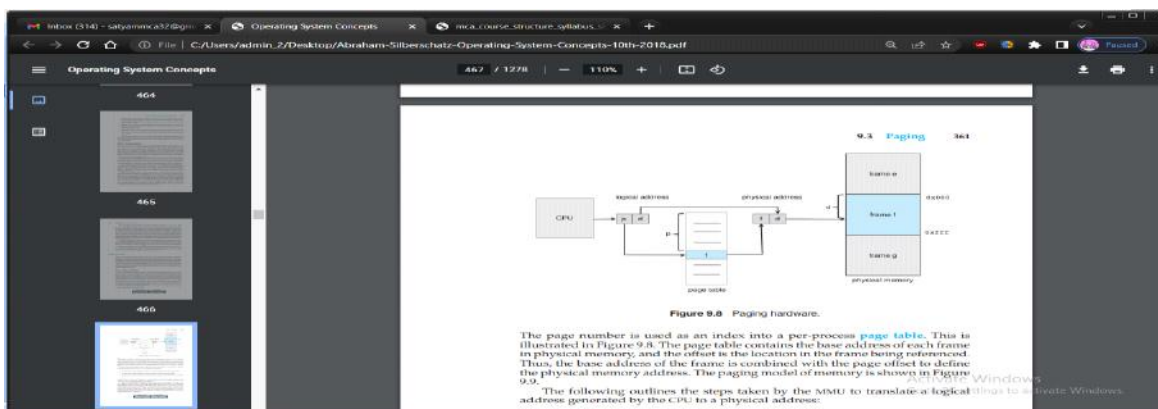 Inbox (314) - satyammca32@gm
Operating System Concepts
mca_course_structure_syllabus_s
File
C:/Users/admin_2/Desktop/Abraham-Silberschatz-Operating-System-Concepts-10th-2018.pdf
Paused
Operating System Concepts
467 / 1278
110%
464
465
466
9.3 Paging 361
frame e
logical address
physical address
CPU
p d
f d
d
frame f
p
f
frame g
page table
physical memory
Figure 9.8 Paging hardware.
The page number is used as an index into a per-process page table. This is
illustrated in Figure 9.8. The page table contains the base address of each frame
in physical memory, and the offset is the location in the frame being referenced.
Thus, the base address of the frame is combined with the page offset to define
the physical memory address. The paging model of memory is shown in Figure
9.9.
The following outlines the steps taken by the MMU to translate a logical
address generated by the CPU to a physical address:
Activate Windows
to activate Windows.